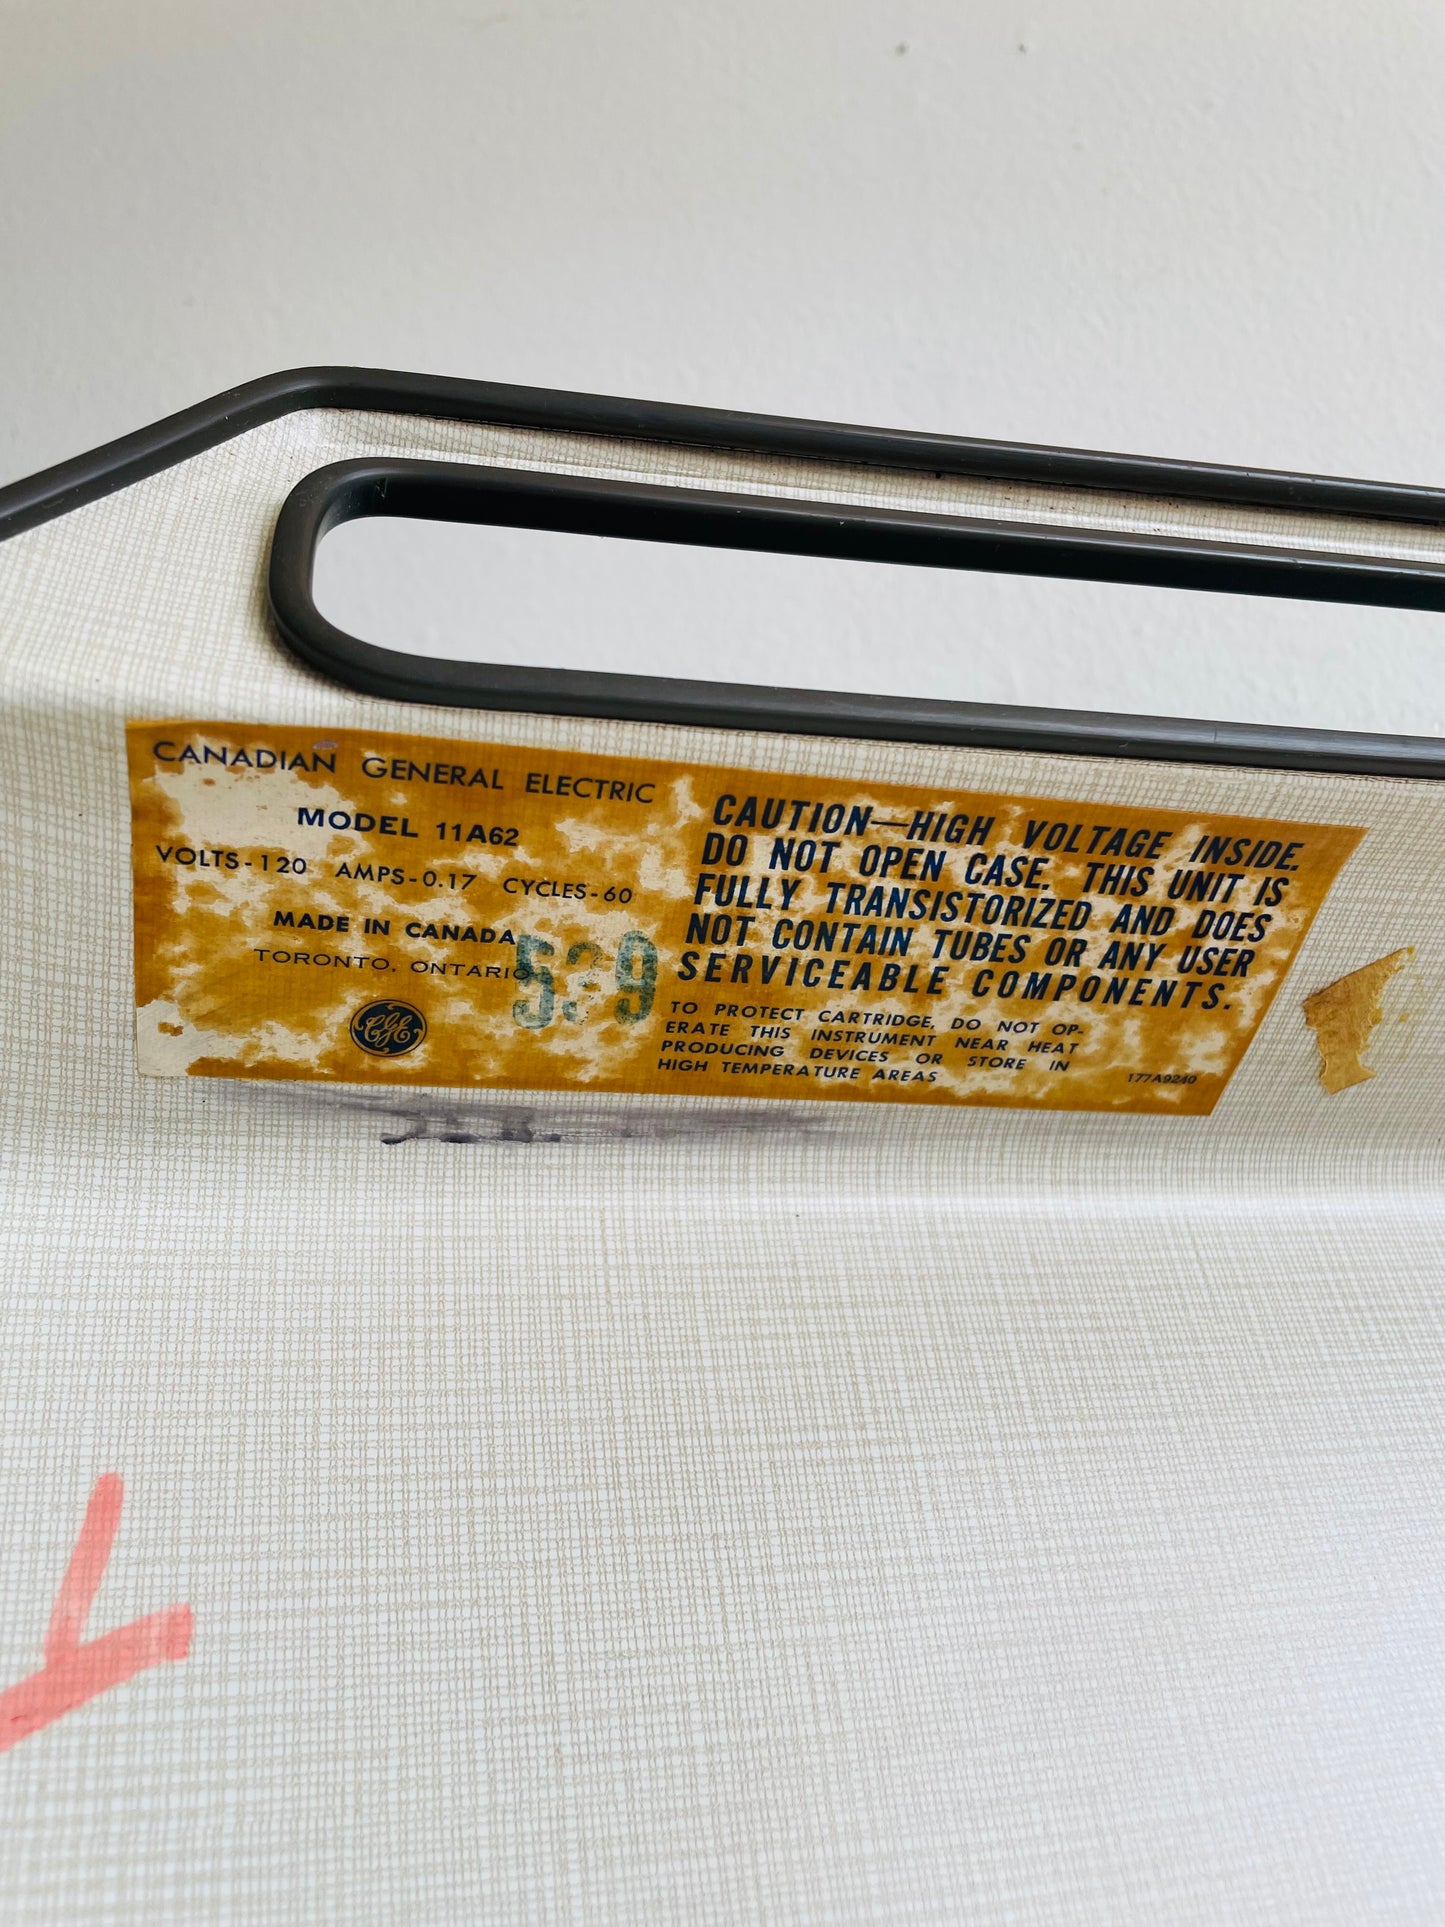 CANADIAN GENERAL ELECTRIC
MODEL 11A62
VOLTS-120 AMPS-0.17 CYCLES-60
MADE IN CANADA
TORONTO, ONTARIO
539
CGE
CAUTION—HIGH VOLTAGE INSIDE.
DO NOT OPEN CASE. THIS UNIT IS
FULLY TRANSISTORIZED AND DOES
NOT CONTAIN TUBES OR ANY USER
SERVICEABLE COMPONENTS.
TO PROTECT CARTRIDGE, DO NOT OP-
ERATE THIS INSTRUMENT NEAR HEAT
PRODUCING DEVICES OR STORE IN
HIGH TEMPERATURE AREAS
177A9240